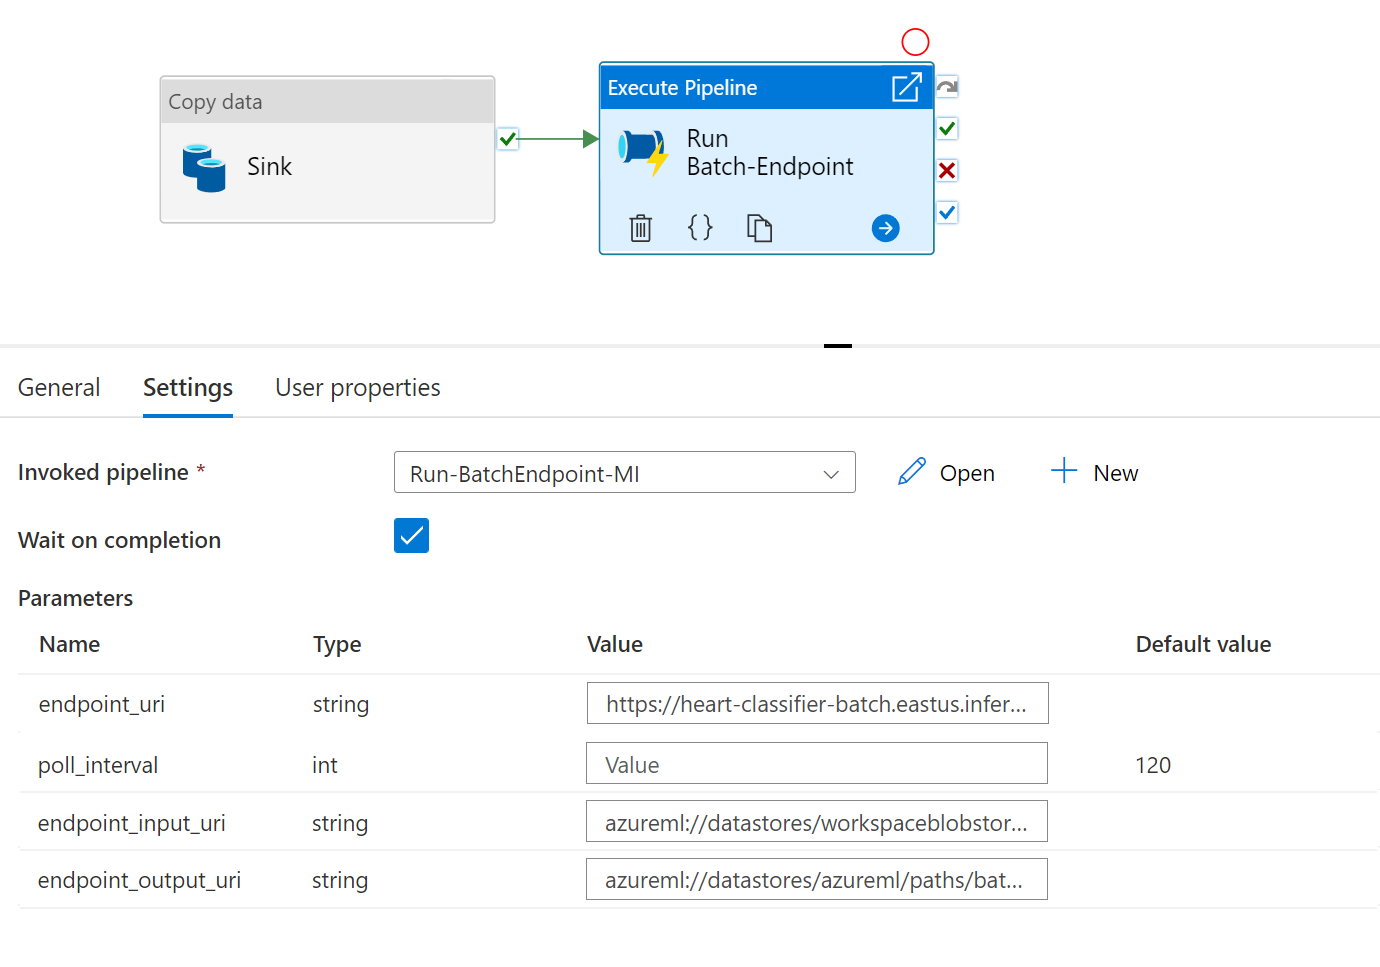 Copy data
Sink
Execute Pipeline
Run
Batch-Endpoint
{}
General Settings User properties
Invoked pipeline * Run-BatchEndpoint-MI Open New
Wait on completion
Parameters
Name Type Value Default value
endpoint_uri string https://heart-classifier-batch.eastus.infer...
poll_interval int Value 120
endpoint_input_uri string azureml://datastores/workspaceblobstor...
endpoint_output_uri string azureml://datastores/azureml/paths/bat...